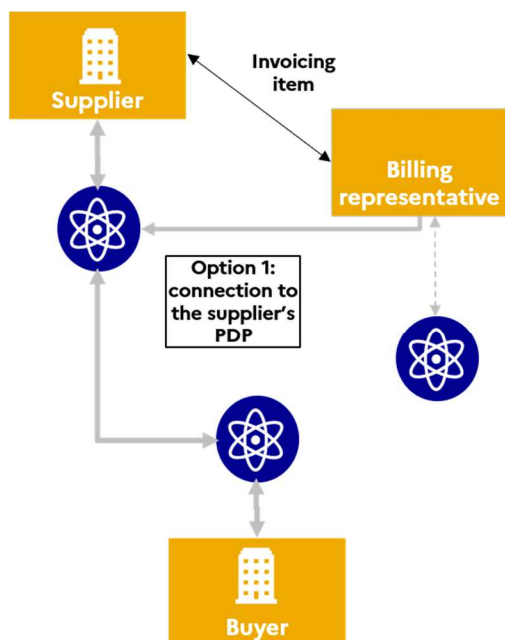 Supplier
Invoicing
item
Billing
representative
Option 1:
connection to
the supplier's
PDP
Buyer